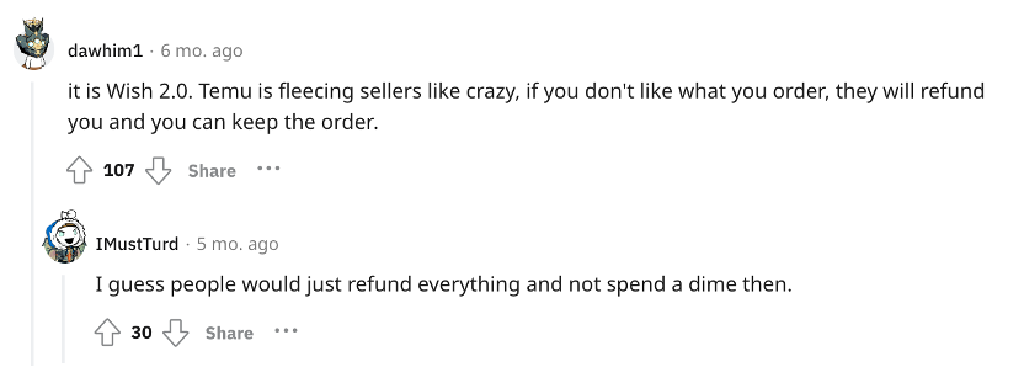 dawhim1 · 6 mo. ago
it is Wish 2.0. Temu is fleecing sellers like crazy, if you don't like what you order, they will refund
you and you can keep the order.
107 Share ···
IMustTurd · 5 mo. ago
I guess people would just refund everything and not spend a dime then.
30 Share ···